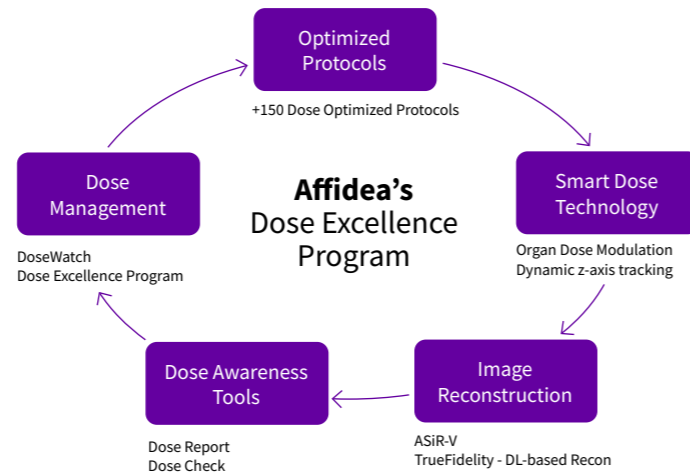 Optimized
Protocols
+150 Dose Optimized Protocols
Smart Dose
Technology
Organ Dose Modulation
Dynamic z-axis tracking
Image
Reconstruction
ASiR-V
TrueFidelity - DL-based Recon
Dose Awareness
Tools
Dose Report
Dose Check
Dose
Management
DoseWatch
Dose Excellence Program
Affidea's
Dose Excellence
Program